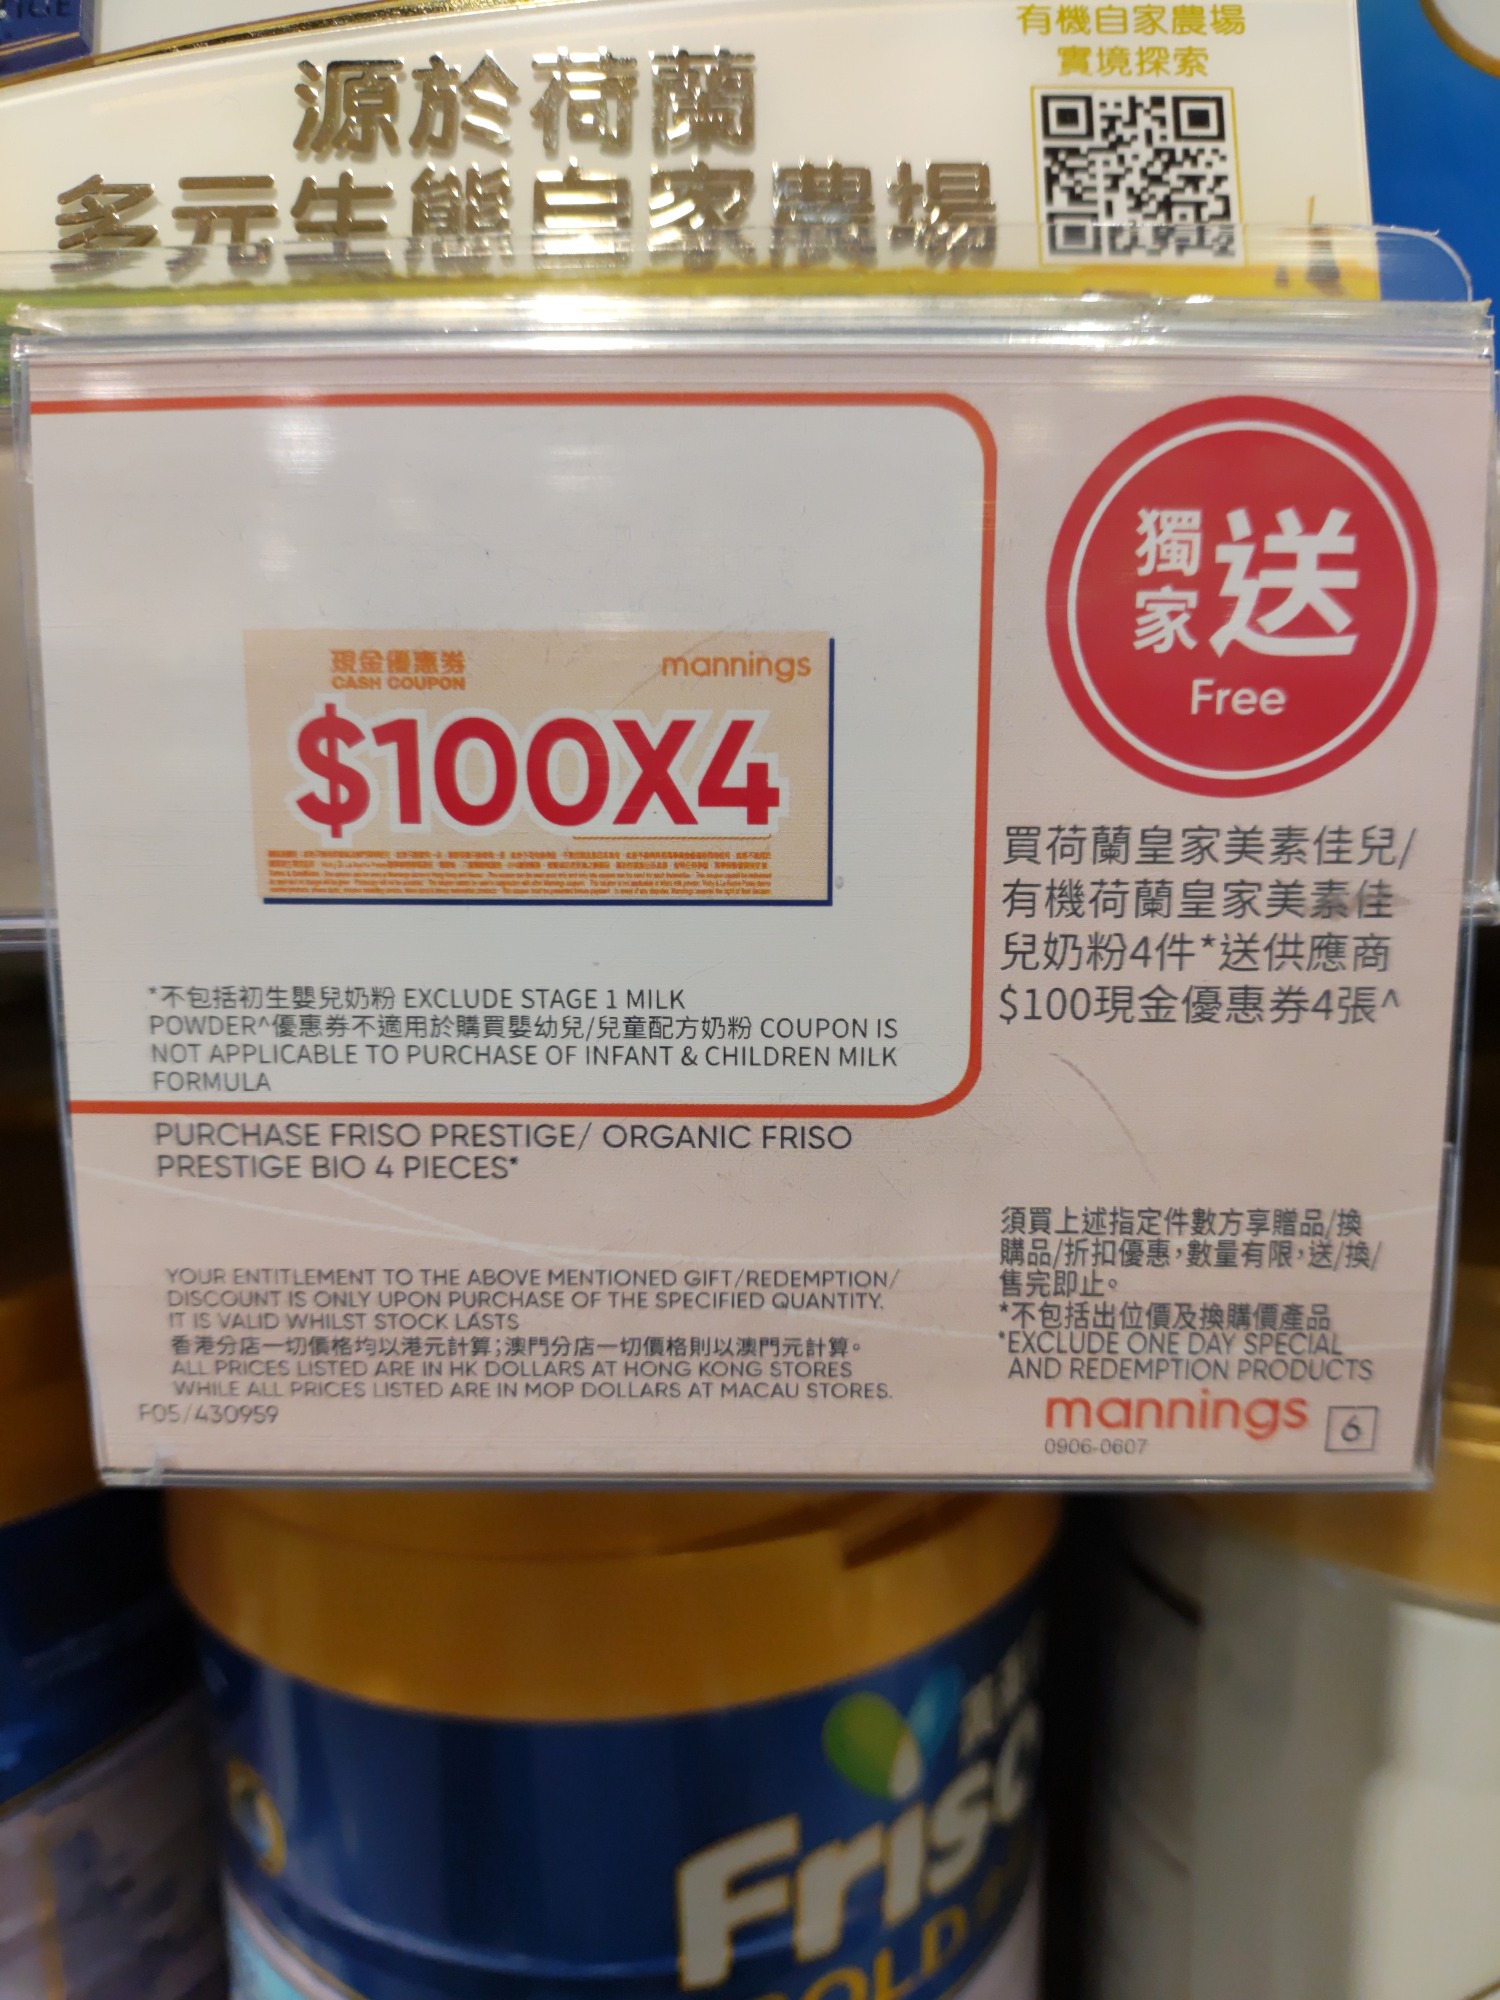 有機自家農場
實境探索
源於荷蘭
多元生態自家農場
獨家送
Free
現金優惠券
CASH COUPON
mannings
$100X4
*不包括初生嬰兒奶粉 EXCLUDE STAGE 1 MILK
POWDER^優惠券不適用於購買嬰幼兒/兒童配方奶粉 COUPON IS
NOT APPLICABLE TO PURCHASE OF INFANT & CHILDREN MILK
FORMULA
買荷蘭皇家美素佳兒/
有機荷蘭皇家美素佳
兒奶粉4件*送供應商
$100現金優惠券4張^
PURCHASE FRISO PRESTIGE/ ORGANIC FRISO
PRESTIGE BIO 4 PIECES*
YOUR ENTITLEMENT TO THE ABOVE MENTIONED GIFT/REDEMPTION/
DISCOUNT IS ONLY UPON PURCHASE OF THE SPECIFIED QUANTITY.
IT IS VALID WHILST STOCK LASTS
香港分店一切價格均以港元計算;澳門分店一切價格則以澳門元計算。
ALL PRICES LISTED ARE IN HK DOLLARS AT HONG KONG STORES
WHILE ALL PRICES LISTED ARE IN MOP DOLLARS AT MACAU STORES.
F05/430959
須買上述指定件數方享贈品/換
購品/折扣優惠,數量有限,送/換/
售完即止。
*不包括出位價及換購價產品
*EXCLUDE ONE DAY SPECIAL
AND REDEMPTION PRODUCTS
mannings 6
0906-0607
Friso